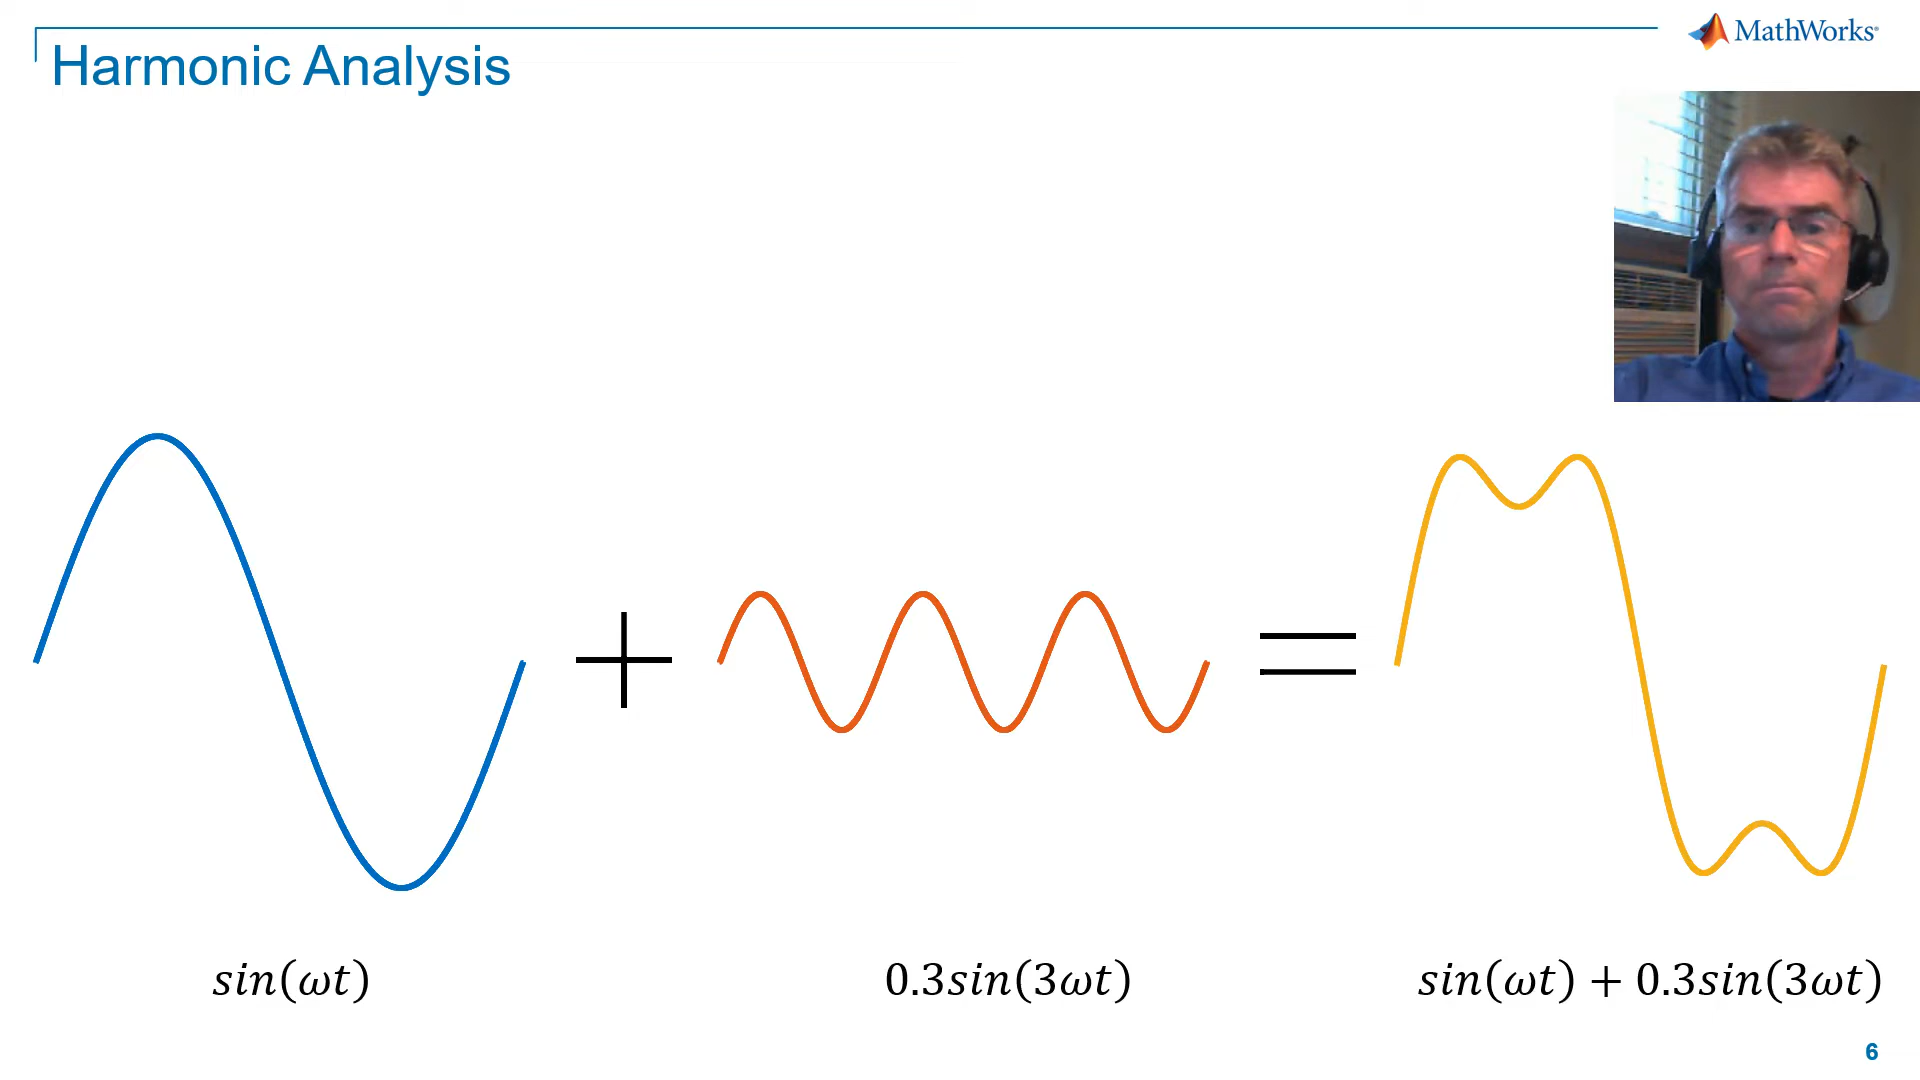 Harmonic Analysis
MathWorks®
sin(ωt)
0.3sin(3ωt)
sin(ωt) + 0.3sin(3ωt)
6